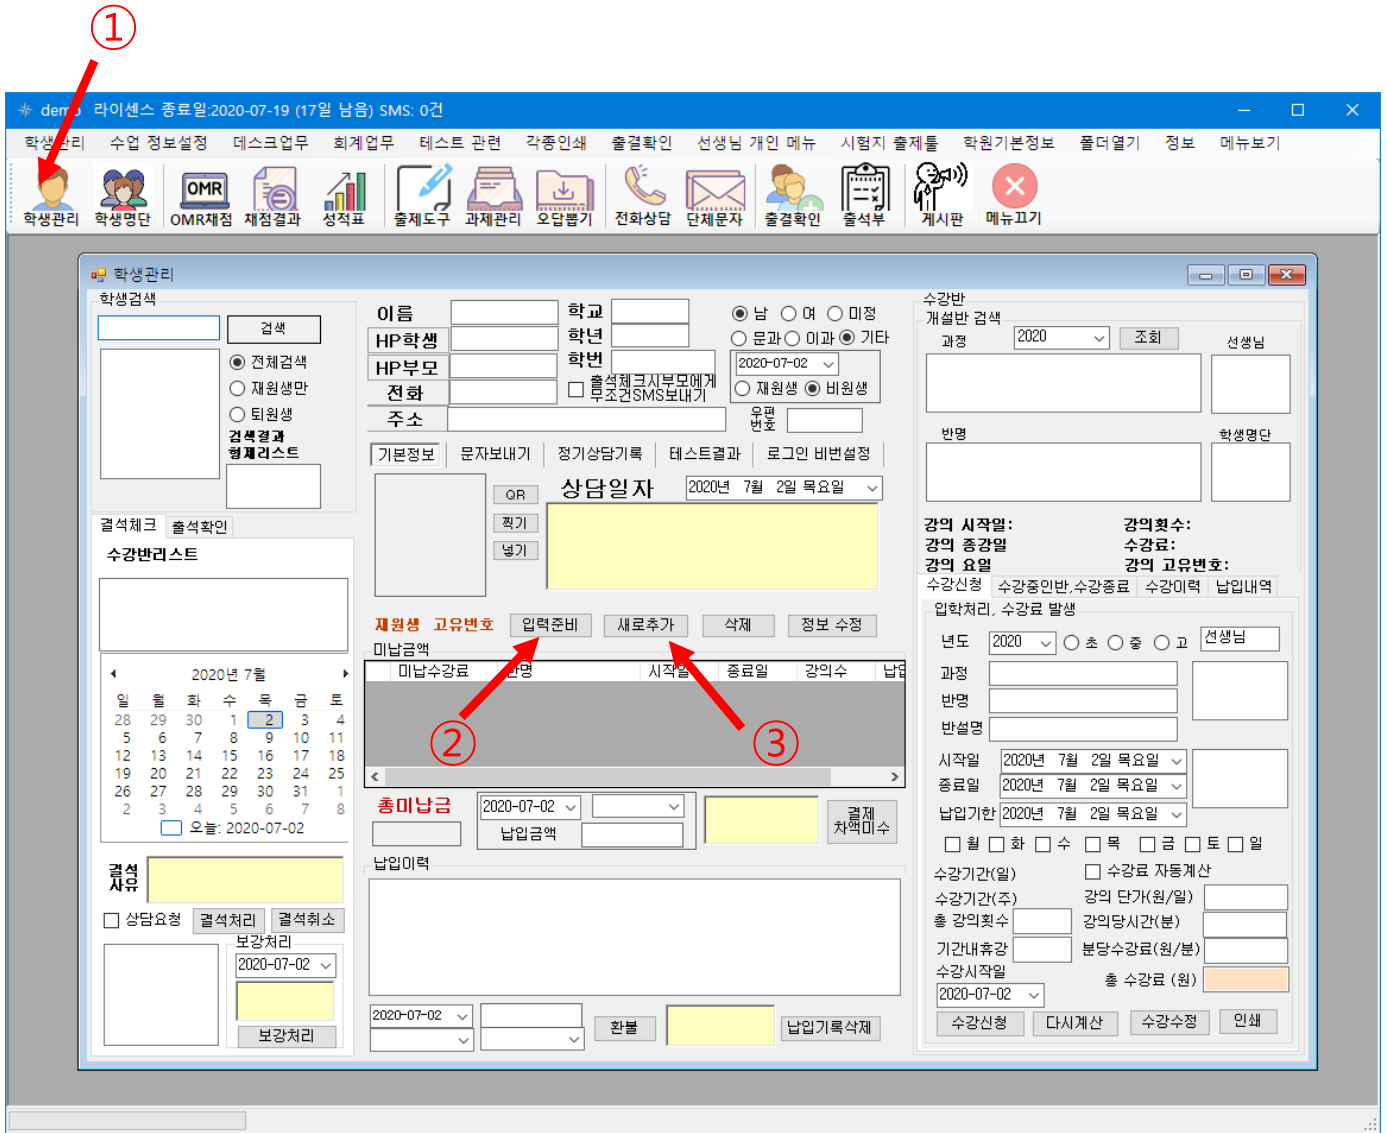 ①
demo 라이센스 종료일:2020-07-19 (17일 남음) SMS: 0건
학생관리 수업 정보설정 데스크업무 회계업무 테스트 관련 각종인쇄 출결확인 선생님 개인 메뉴 시험지 출제툴 학원기본정보 폴더열기 정보 메뉴보기
OMR
학생관리 학생명단 OMR채점 채점결과 성적표 출제도구 과제관리 오답뽑기 전화상담 단체문자 출결확인 출석부 게시판 메뉴끄기
학생관리
학생검색
검색
전체검색
재원생만
퇴원생
검색결과
형제리스트
결석체크 출석확인
수강반리스트
2020년 7월
일 월 화 수 목 금 토
28 29 30 1 2 3 4
5 6 7 8 9 10 11
12 13 14 15 16 17 18
19 20 21 22 23 24 25
26 27 28 29 30 31 1
2 3 4 5 6 7 8
오늘: 2020-07-02
결석
사유
상담요청 결석처리 결석취소
보강처리
2020-07-02
보강처리
이름 학교 남 여 미정
HP학생 학년 문과 이과 기타
HP부모 학번 2020-07-02
전화 출석체크시부모에게
무조건SMS보내기 재원생 비원생
주소 우편
번호
기본정보 문자보내기 정기상담기록 테스트결과 로그인 비번설정
QR 상담일자 2020년 7월 2일 목요일
찍기
넣기
재원생 고유번호 입력준비 새로추가 삭제 정보 수정
미납금액
미납수강료 반명 시작일 종료일 강의수 납입
② ③
총미납금 2020-07-02
납입금액
결제
차액미수
납입이력
2020-07-02
환불 납입기록삭제
수강반
개설반 검색
과정 2020 조회 선생님
반명 학생명단
강의 시작일: 강의횟수:
강의 종강일 수강료:
강의 요일 강의 고유번호:
수강신청 수강중인반,수강종료 수강이력 납입내역
입학처리, 수강료 발생
년도 2020 초 중 고 선생님
과정
반명
반설명
시작일 2020년 7월 2일 목요일
종료일 2020년 7월 2일 목요일
납입기한 2020년 7월 2일 목요일
월 화 수 목 금 토 일
수강기간(일) 수강료 자동계산
수강기간(주) 강의 단가(원/일)
총 강의횟수 강의당시간(분)
기간내휴강 분당수강료(원/분)
수강시작일 총 수강료 (원)
2020-07-02
수강신청 다시계산 수강수정 인쇄